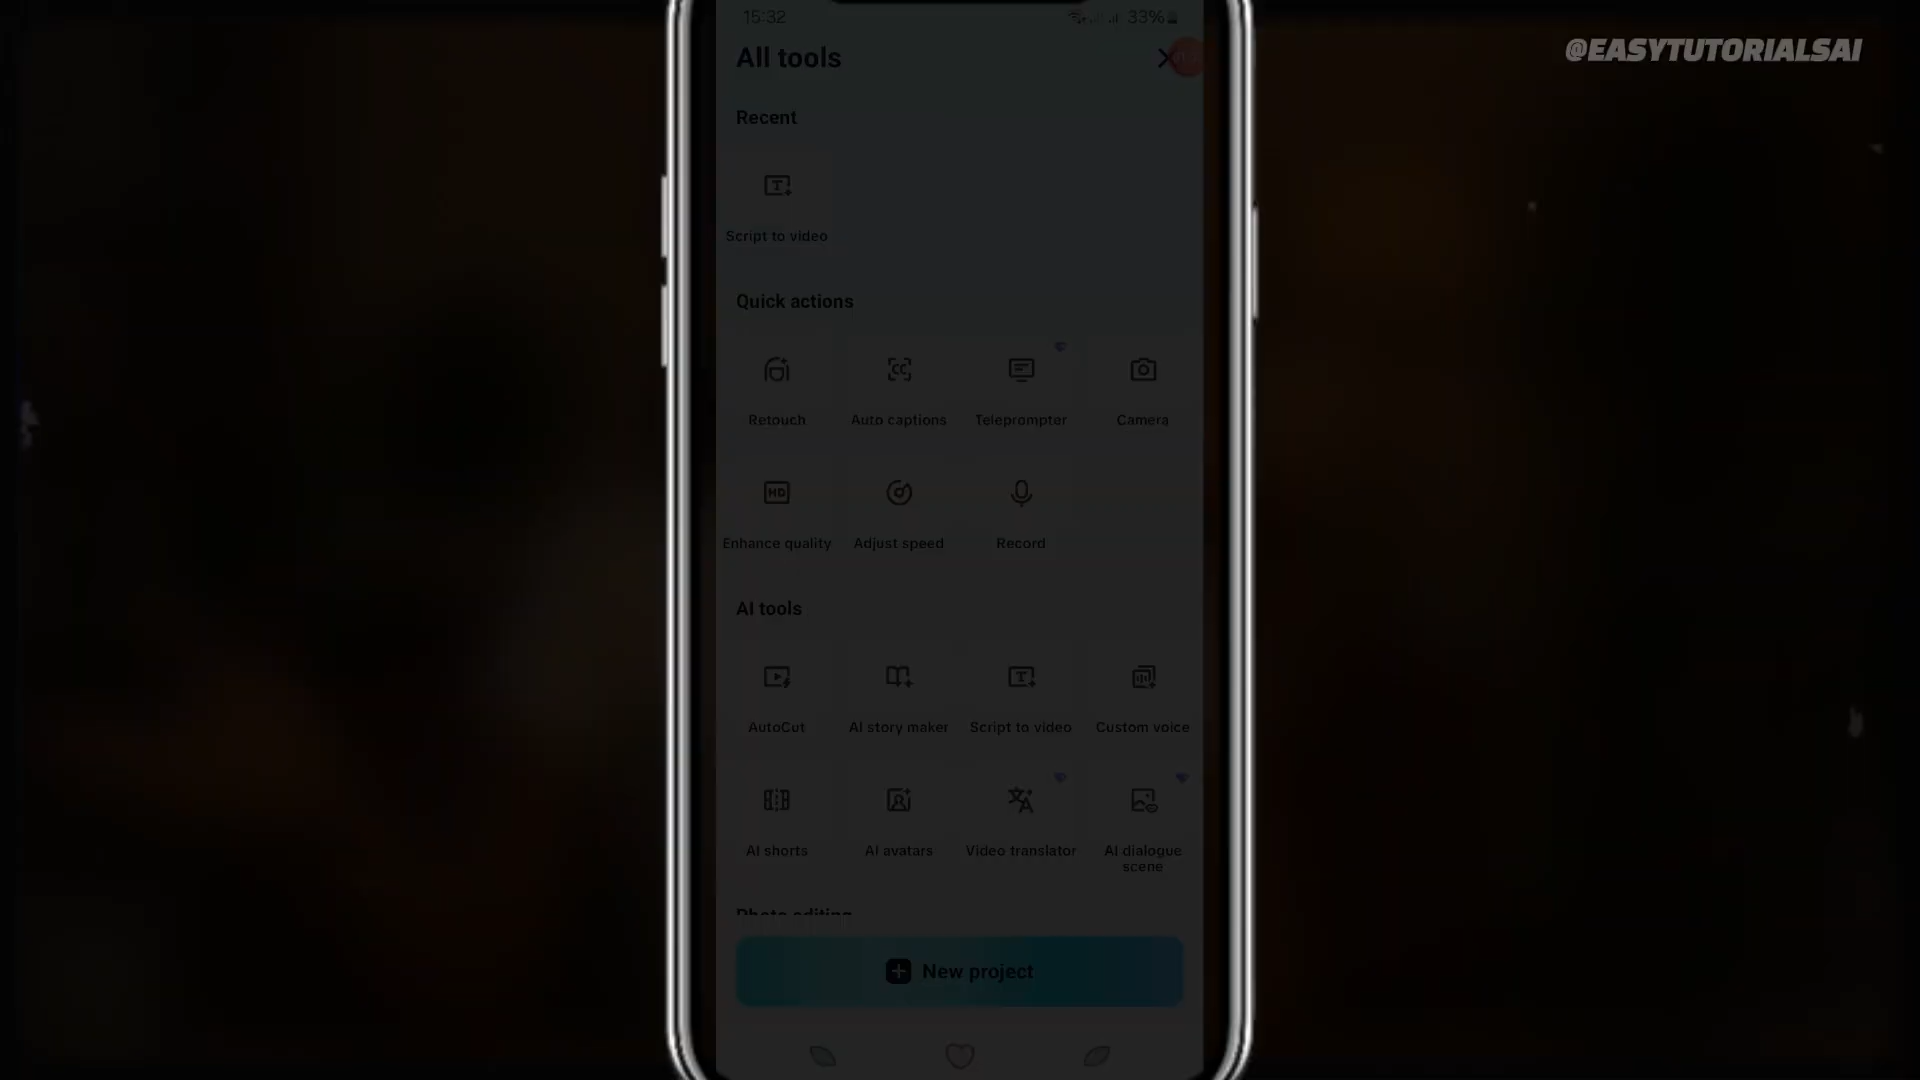 15:32
33%
@EASYTUTORIALSAI
All tools
Recent
Script to video
Quick actions
Retouch
Auto captions
Teleprompter
Camera
HD
Enhance quality
Adjust speed
Record
AI tools
AutoCut
AI story maker
Script to video
Custom voice
AI shorts
AI avatars
Video translator
AI dialogue
scene
Photo editing
New project